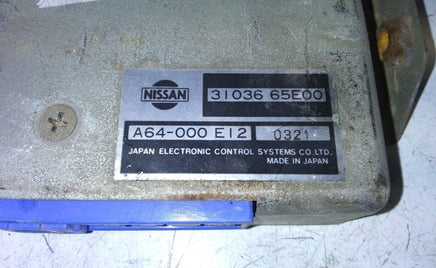 NISSAN 31036 65E00
A64-000 E12 0321
JAPAN ELECTRONIC CONTROL SYSTEMS CO.,LTD.
MADE IN JAPAN